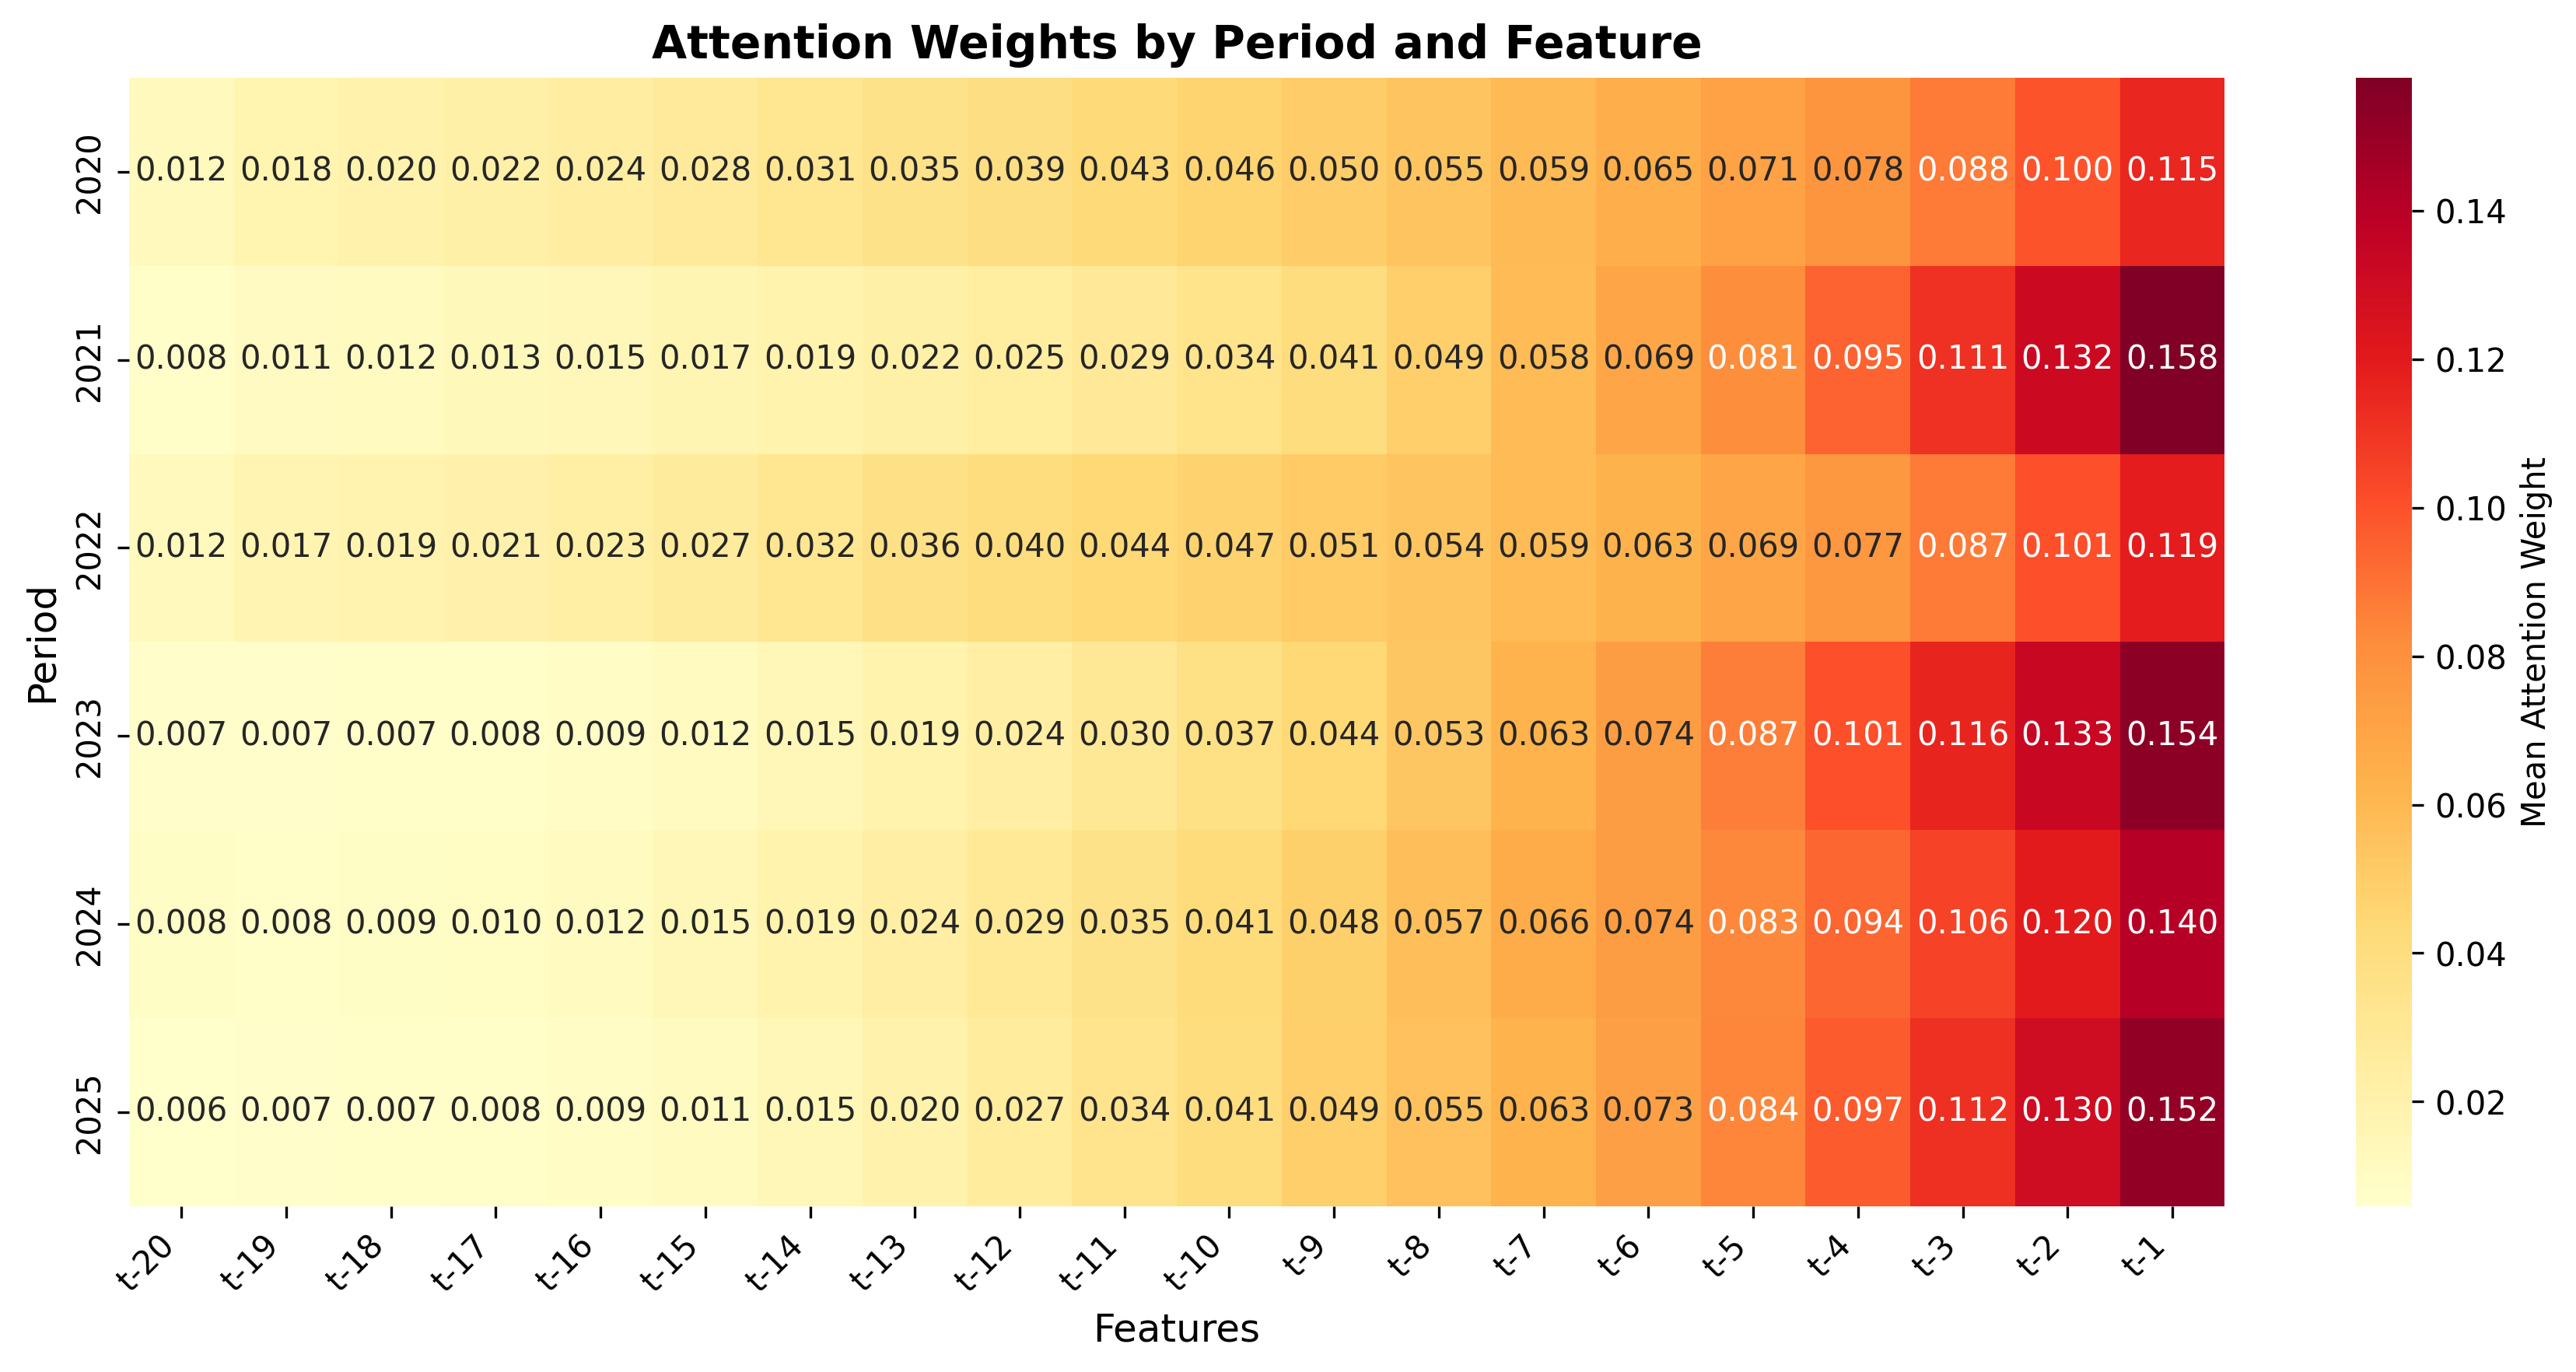 Attention Weights by Period and Feature
2020 0.012 0.018 0.020 0.022 0.024 0.028 0.031 0.035 0.039 0.043 0.046 0.050 0.055 0.059 0.065 0.071 0.078 0.088 0.100 0.115
2021 0.008 0.011 0.012 0.013 0.015 0.017 0.019 0.022 0.025 0.029 0.034 0.041 0.049 0.058 0.069 0.081 0.095 0.111 0.132 0.158
2022 0.012 0.017 0.019 0.021 0.023 0.027 0.032 0.036 0.040 0.044 0.047 0.051 0.054 0.059 0.063 0.069 0.077 0.087 0.101 0.119
2023 0.007 0.007 0.007 0.008 0.009 0.012 0.015 0.019 0.024 0.030 0.037 0.044 0.053 0.063 0.074 0.087 0.101 0.116 0.133 0.154
2024 0.008 0.008 0.009 0.010 0.012 0.015 0.019 0.024 0.029 0.035 0.041 0.048 0.057 0.066 0.074 0.083 0.094 0.106 0.120 0.140
2025 0.006 0.007 0.007 0.008 0.009 0.011 0.015 0.020 0.027 0.034 0.041 0.049 0.055 0.063 0.073 0.084 0.097 0.112 0.130 0.152
Period
t-20 t-19 t-18 t-17 t-16 t-15 t-14 t-13 t-12 t-11 t-10 t-9 t-8 t-7 t-6 t-5 t-4 t-3 t-2 t-1
Features
0.14
0.12
0.10
0.08
0.06
0.04
0.02
Mean Attention Weight